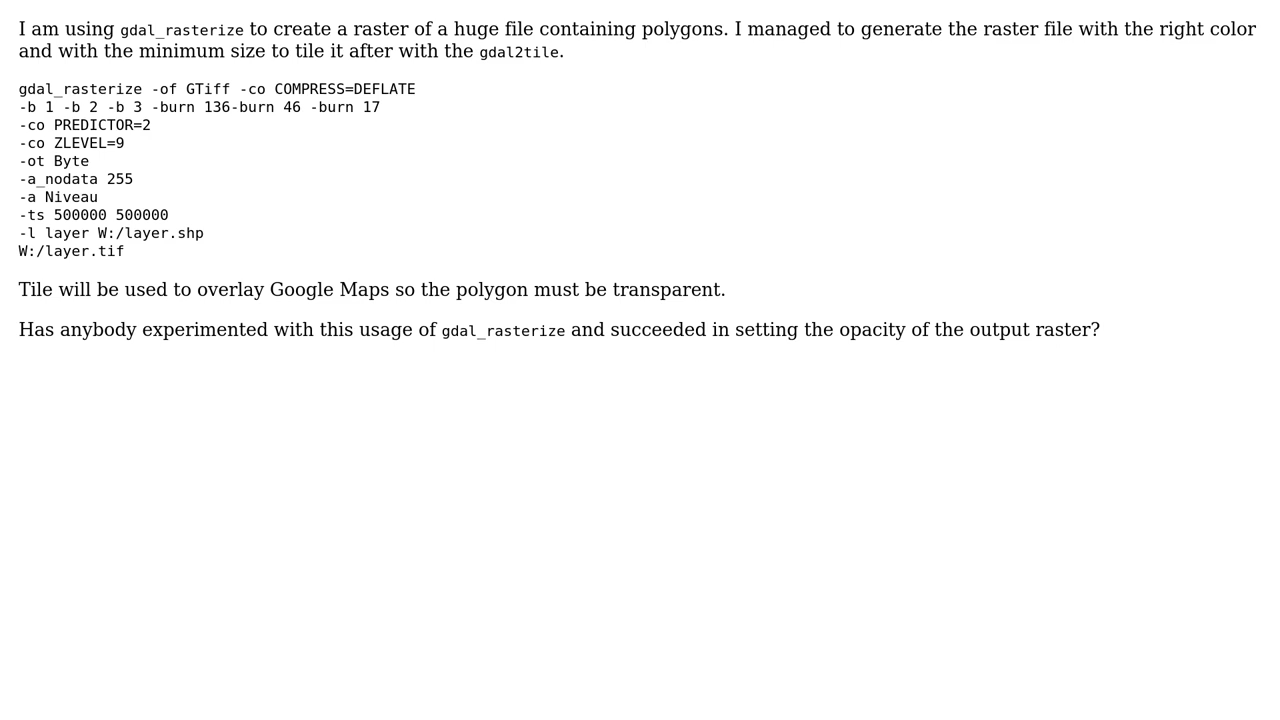 I am using gdal_rasterize to create a raster of a huge file containing polygons. I managed to generate the raster file with the right color
and with the minimum size to tile it after with the gdal2tile.
gdal_rasterize -of GTiff -co COMPRESS=DEFLATE
-b 1 -b 2 -b 3 -burn 136-burn 46 -burn 17
-co PREDICTOR=2
-co ZLEVEL=9
-ot Byte
-a_nodata 255
-a Niveau
-ts 500000 500000
-l layer W:/layer.shp
W:/layer.tif
Tile will be used to overlay Google Maps so the polygon must be transparent.
Has anybody experimented with this usage of gdal_rasterize and succeeded in setting the opacity of the output raster?